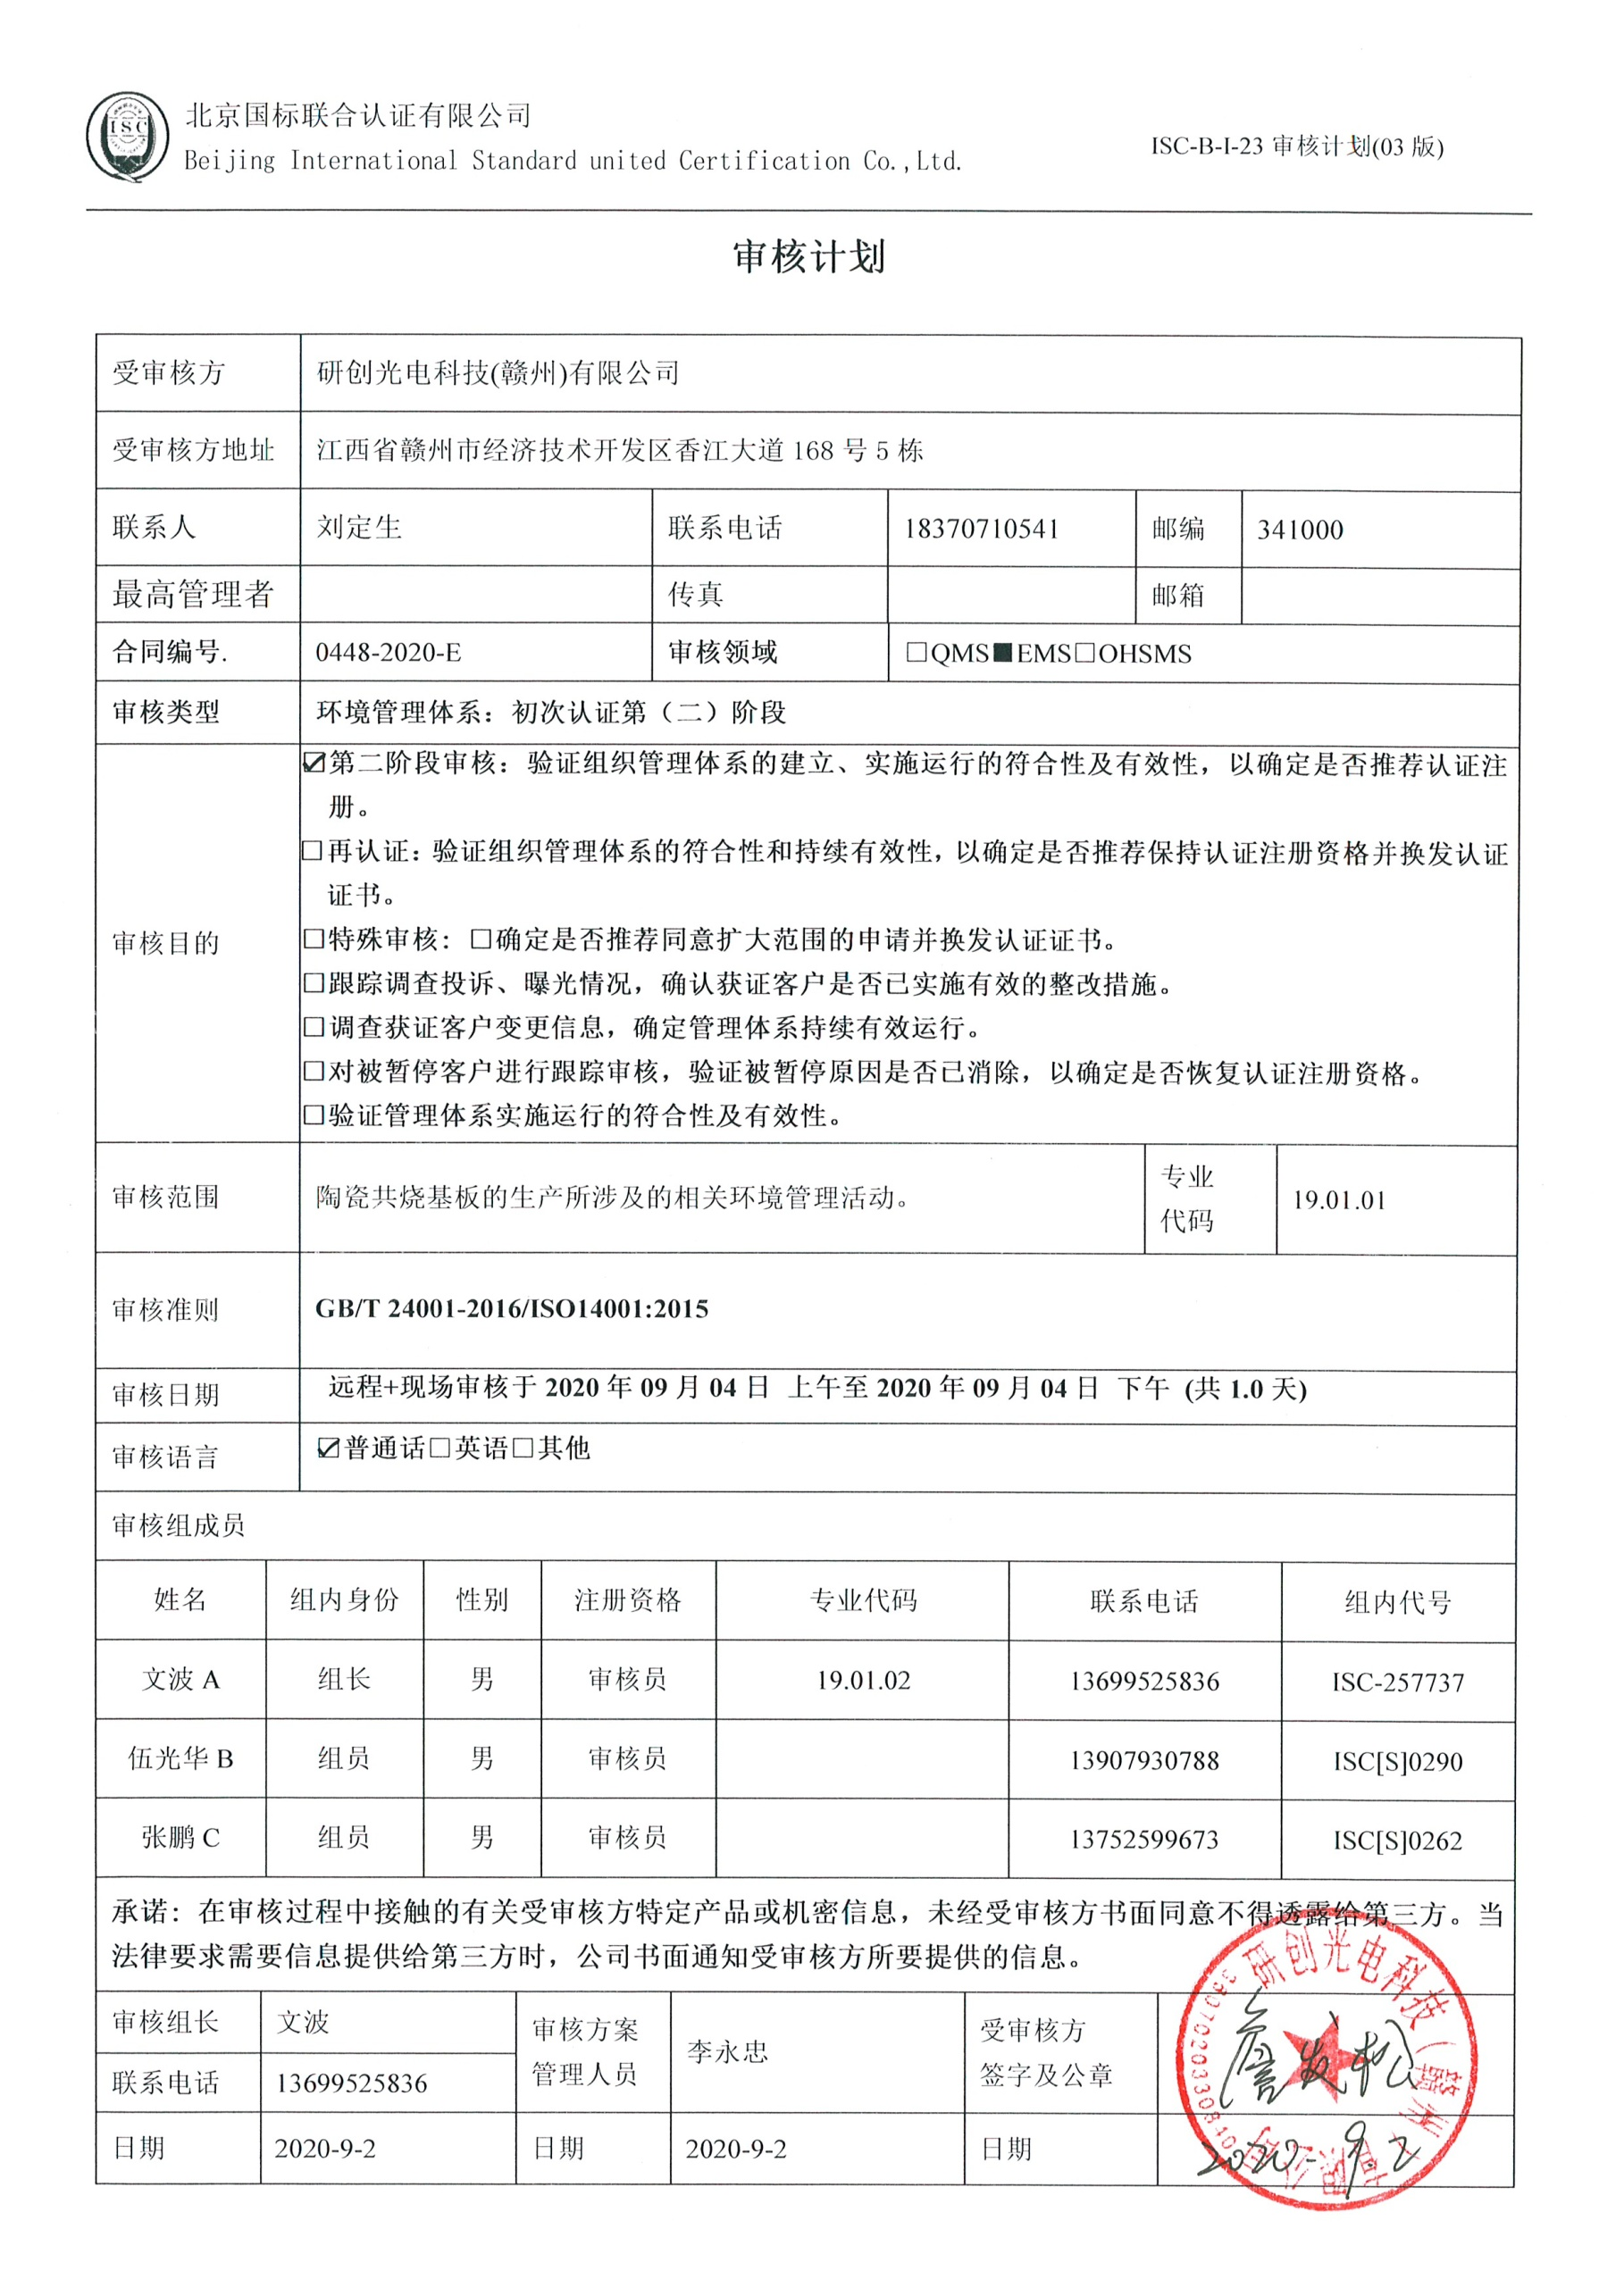 ISC
北京国标联合认证有限公司
Beijing International Standard united Certification Co.,Ltd.
ISC-B-I-23 审核计划(03 版)
审核计划
受审核方 研创光电科技(赣州)有限公司
受审核方地址 江西省赣州市经济技术开发区香江大道 168 号 5 栋
联系人 刘定生 联系电话 18370710541 邮编 341000
最高管理者 传真 邮箱
合同编号. 0448-2020-E 审核领域 □QMS■EMS□OHSMS
审核类型 环境管理体系：初次认证第（二）阶段
审核目的
☑第二阶段审核：验证组织管理体系的建立、实施运行的符合性及有效性，以确定是否推荐认证注
册。
□再认证：验证组织管理体系的符合性和持续有效性，以确定是否推荐保持认证注册资格并换发认证
证书。
□特殊审核：□确定是否推荐同意扩大范围的申请并换发认证证书。
□跟踪调查投诉、曝光情况，确认获证客户是否已实施有效的整改措施。
□调查获证客户变更信息，确定管理体系持续有效运行。
□对被暂停客户进行跟踪审核，验证被暂停原因是否已消除，以确定是否恢复认证注册资格。
□验证管理体系实施运行的符合性及有效性。
审核范围 陶瓷共烧基板的生产所涉及的相关环境管理活动。
专业
代码
19.01.01
审核准则 GB/T 24001-2016/ISO14001:2015
审核日期 远程+现场审核于 2020 年 09 月 04 日 上午至 2020 年 09 月 04 日 下午 (共 1.0 天)
审核语言 ☑普通话□英语□其他
审核组成员
姓名 组内身份 性别 注册资格 专业代码 联系电话 组内代号
文波 A 组长 男 审核员 19.01.02 13699525836 ISC-257737
伍光华 B 组员 男 审核员 13907930788 ISC[S]0290
张鹏 C 组员 男 审核员 13752599673 ISC[S]0262
承诺：在审核过程中接触的有关受审核方特定产品或机密信息，未经受审核方书面同意不得透露给第三方。当
法律要求需要信息提供给第三方时，公司书面通知受审核方所要提供的信息。
审核组长 文波
联系电话 13699525836
审核方案
管理人员
李永忠
受审核方
签字及公章
詹发松
研创光电科技（赣州）有限公司
日期 2020-9-2 日期 2020-9-2 日期 2020-9.2